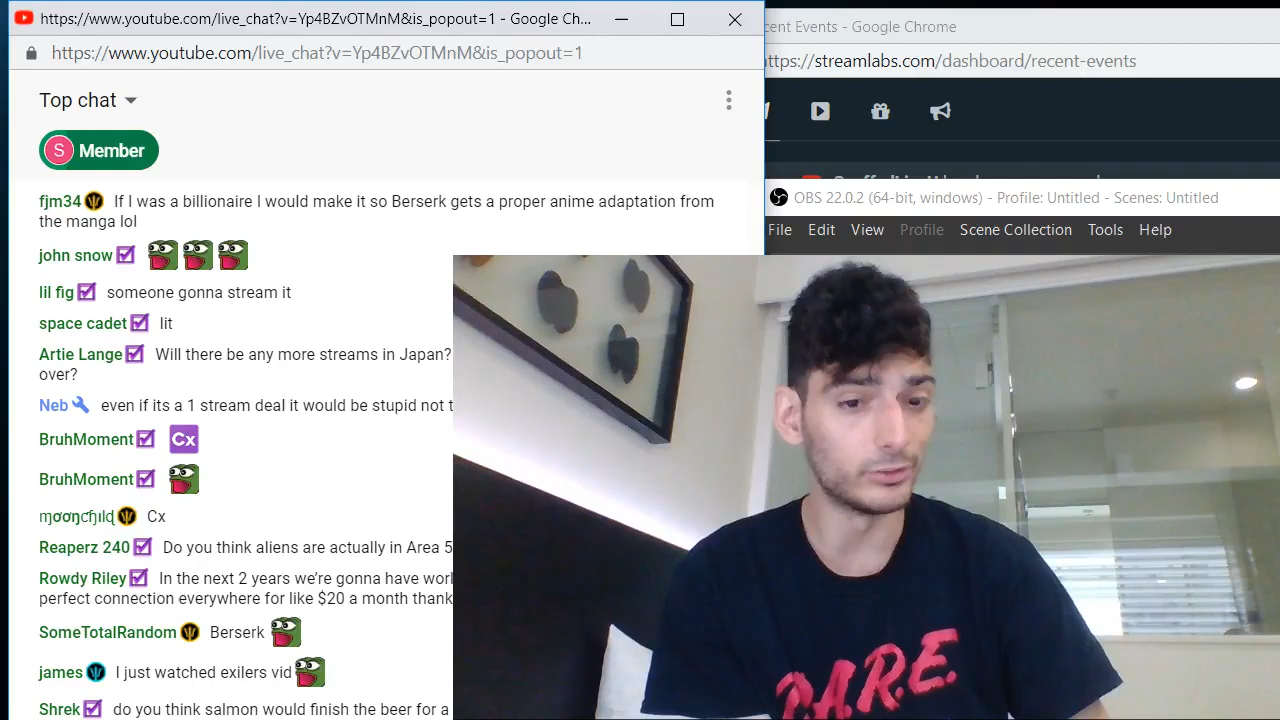 https://www.youtube.com/live_chat?v=Yp4BZvOTMnM&is_popout=1 - Google Ch...
cent Events - Google Chrome
https://www.youtube.com/live_chat?v=Yp4BZvOTMnM&is_popout=1
ttps://streamlabs.com/dashboard/recent-events
Top chat
S Member
fjm34 If I was a billionaire I would make it so Berserk gets a proper anime adaptation from
the manga lol
OBS 22.0.2 (64-bit, windows) - Profile: Untitled - Scenes: Untitled
File Edit View Profile Scene Collection Tools Help
john snow
lil fig someone gonna stream it
space cadet lit
Artie Lange Will there be any more streams in Japan?
over?
Neb even if its a 1 stream deal it would be stupid not t
BruhMoment Cx
BruhMoment
ɱσσɳƈɧıƖɖ Cx
Reaperz 240 Do you think aliens are actually in Area 5
Rowdy Riley In the next 2 years we're gonna have worl
perfect connection everywhere for like $20 a month thank
SomeTotalRandom Berserk
james I just watched exilers vid
Shrek do you think salmon would finish the beer for a
D.A.R.E.